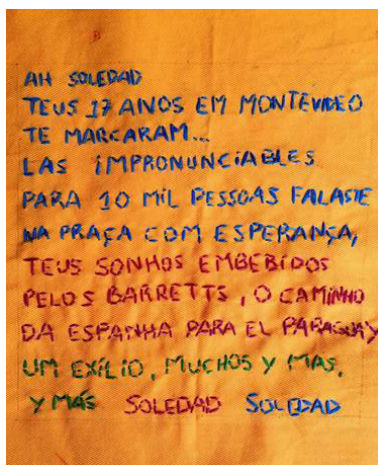 AH SOLEDAD
TEUS 17 ANOS EM MONTEVIDEO
TE MARCARAM...
LAS IMPRONUNCIABLES
PARA 10 MIL PESSOAS FALASTE
NA PRAÇA COM ESPERANÇA,
TEUS SONHOS EMBEBIDOS
PELOS BARRETTS, O CAMINHO
DA ESPANHA PARA EL PARAGUAY
UM EXÍLIO, MUCHOS Y MAS,
Y MÁS SOLEDAD SOLEDAD